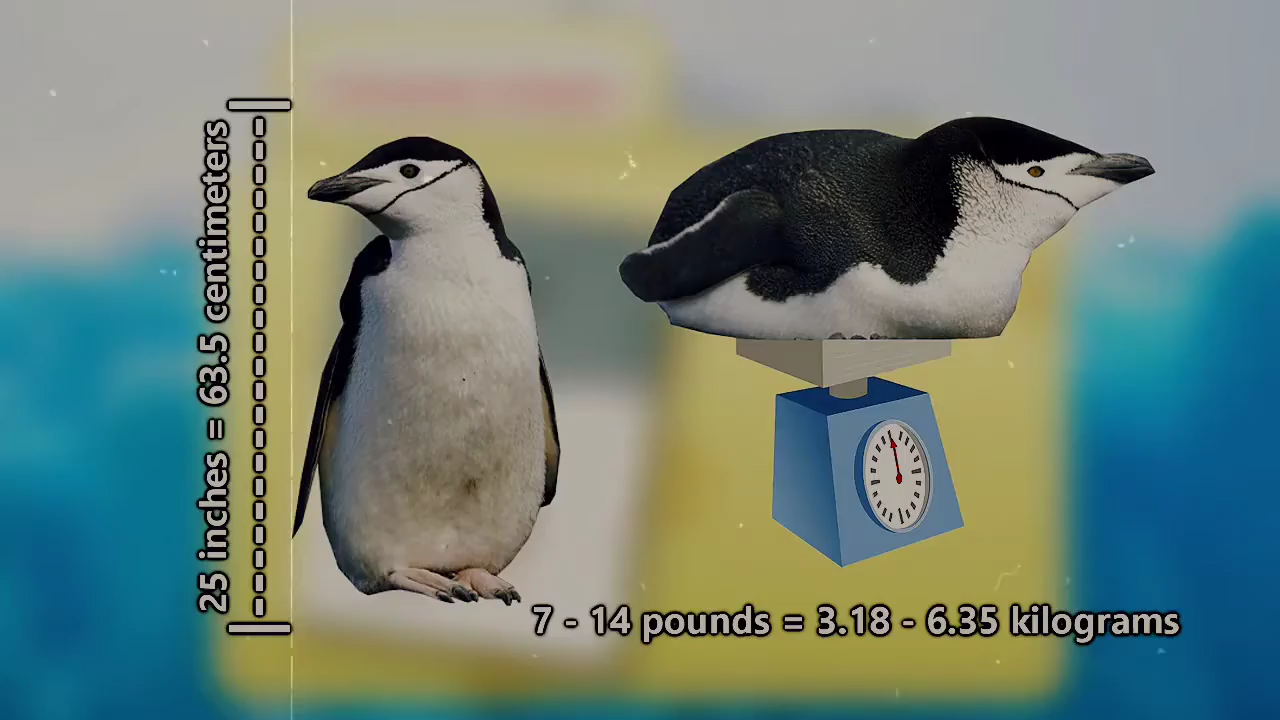 25 inches = 63.5 centimeters
7 - 14 pounds = 3.18 - 6.35 kilograms